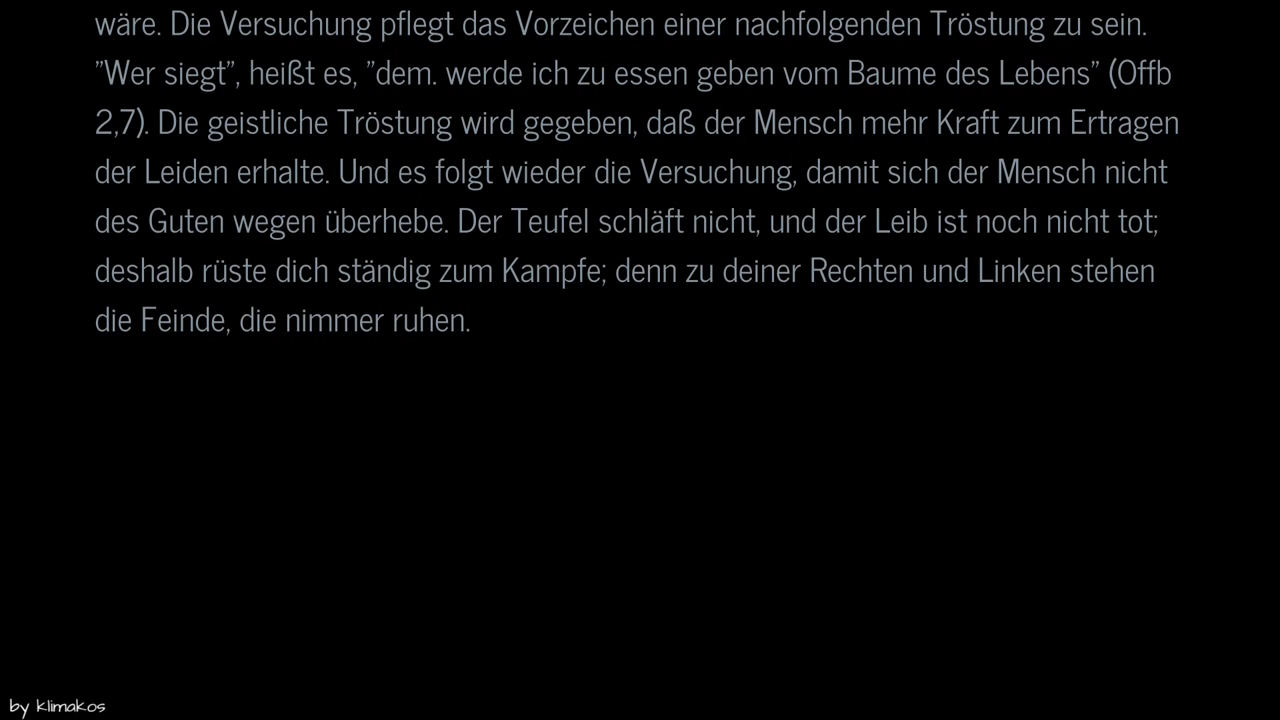 wäre. Die Versuchung pflegt das Vorzeichen einer nachfolgenden Tröstung zu sein.
"Wer siegt", heißt es, "dem. werde ich zu essen geben vom Baume des Lebens" (Offb
2,7). Die geistliche Tröstung wird gegeben, daß der Mensch mehr Kraft zum Ertragen
der Leiden erhalte. Und es folgt wieder die Versuchung, damit sich der Mensch nicht
des Guten wegen überhebe. Der Teufel schläft nicht, und der Leib ist noch nicht tot;
deshalb rüste dich ständig zum Kampfe; denn zu deiner Rechten und Linken stehen
die Feinde, die nimmer ruhen.
by klimakos